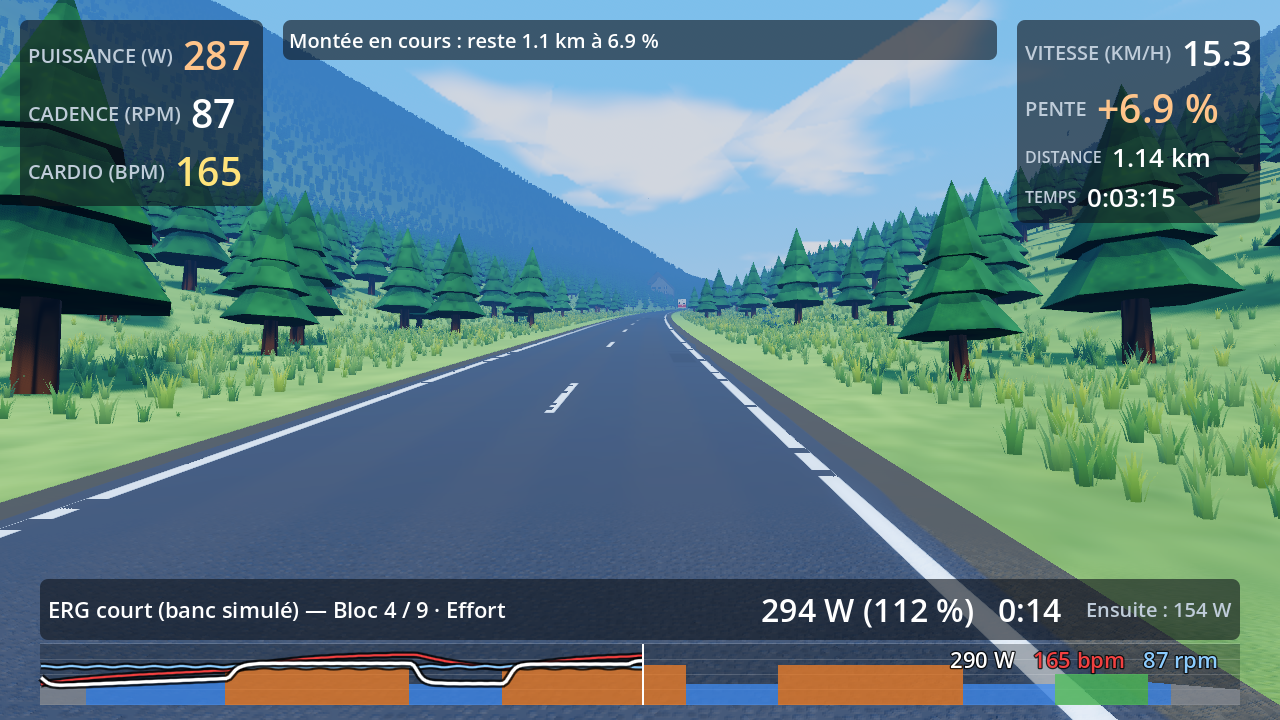 PUISSANCE (W) 287
CADENCE (RPM) 87
CARDIO (BPM) 165
Montée en cours : reste 1.1 km à 6.9 %
VITESSE (KM/H) 15.3
PENTE +6.9 %
DISTANCE 1.14 km
TEMPS 0:03:15
ERG court (banc simulé) — Bloc 4 / 9 · Effort 294 W (112 %) 0:14 Ensuite : 154 W
290 W 165 bpm 87 rpm